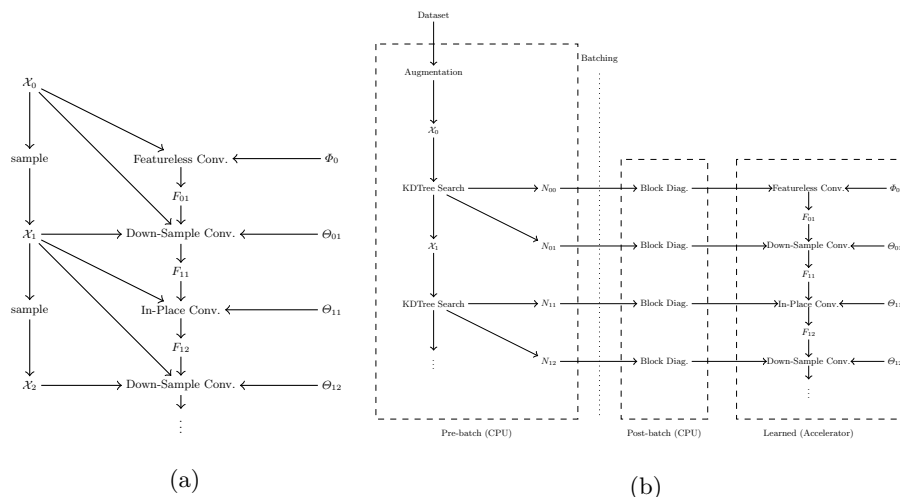 𝒳₀
sample
Featureless Conv.
Φ₀
F₀₁
𝒳₁
Down-Sample Conv.
Θ₀₁
F₁₁
sample
In-Place Conv.
Θ₁₁
F₁₂
𝒳₂
Down-Sample Conv.
Θ₁₂
⋮
(a)
Dataset
Batching
Augmentation
𝒳₀
KDTree Search
N₀₀
Block Diag.
Featureless Conv.
Φ₀
F₀₁
𝒳₁
N₀₁
Block Diag.
Down-Sample Conv.
Θ₀₁
F₁₁
KDTree Search
N₁₁
Block Diag.
In-Place Conv.
Θ₁₁
F₁₂
⋮
N₁₂
Block Diag.
Down-Sample Conv.
Θ₁₂
⋮
Pre-batch (CPU)
Post-batch (CPU)
Learned (Accelerator)
(b)